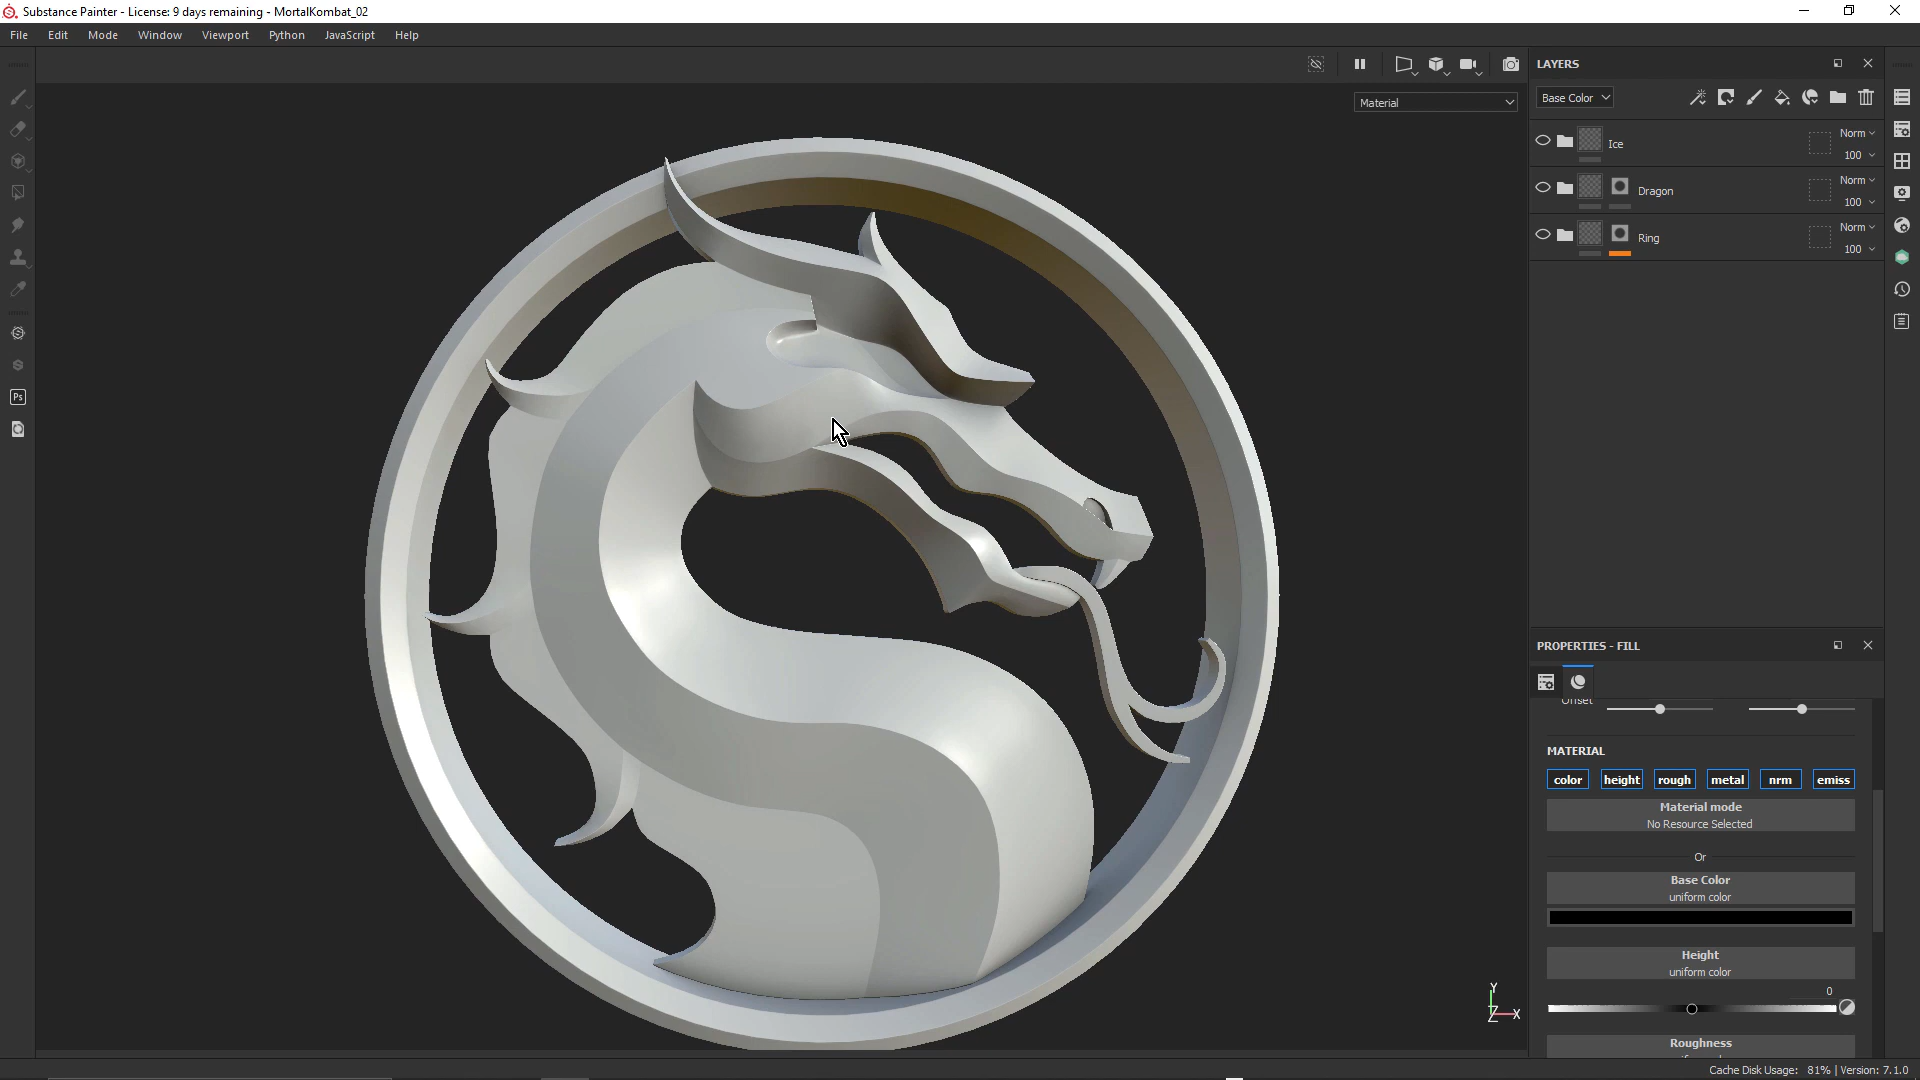 Substance Painter - License: 9 days remaining - MortalKombat_02
File Edit Mode Window Viewport Python JavaScript Help
Material
LAYERS
Base Color
Ice
Norm
100
Dragon
Norm
100
Ring
Norm
100
PROPERTIES - FILL
Offset
MATERIAL
color height rough metal nrm emiss
Material mode
No Resource Selected
Or
Base Color
uniform color
Height
uniform color
0
Roughness
Ps
Y
Z X
Cache Disk Usage: 81% | Version: 7.1.0